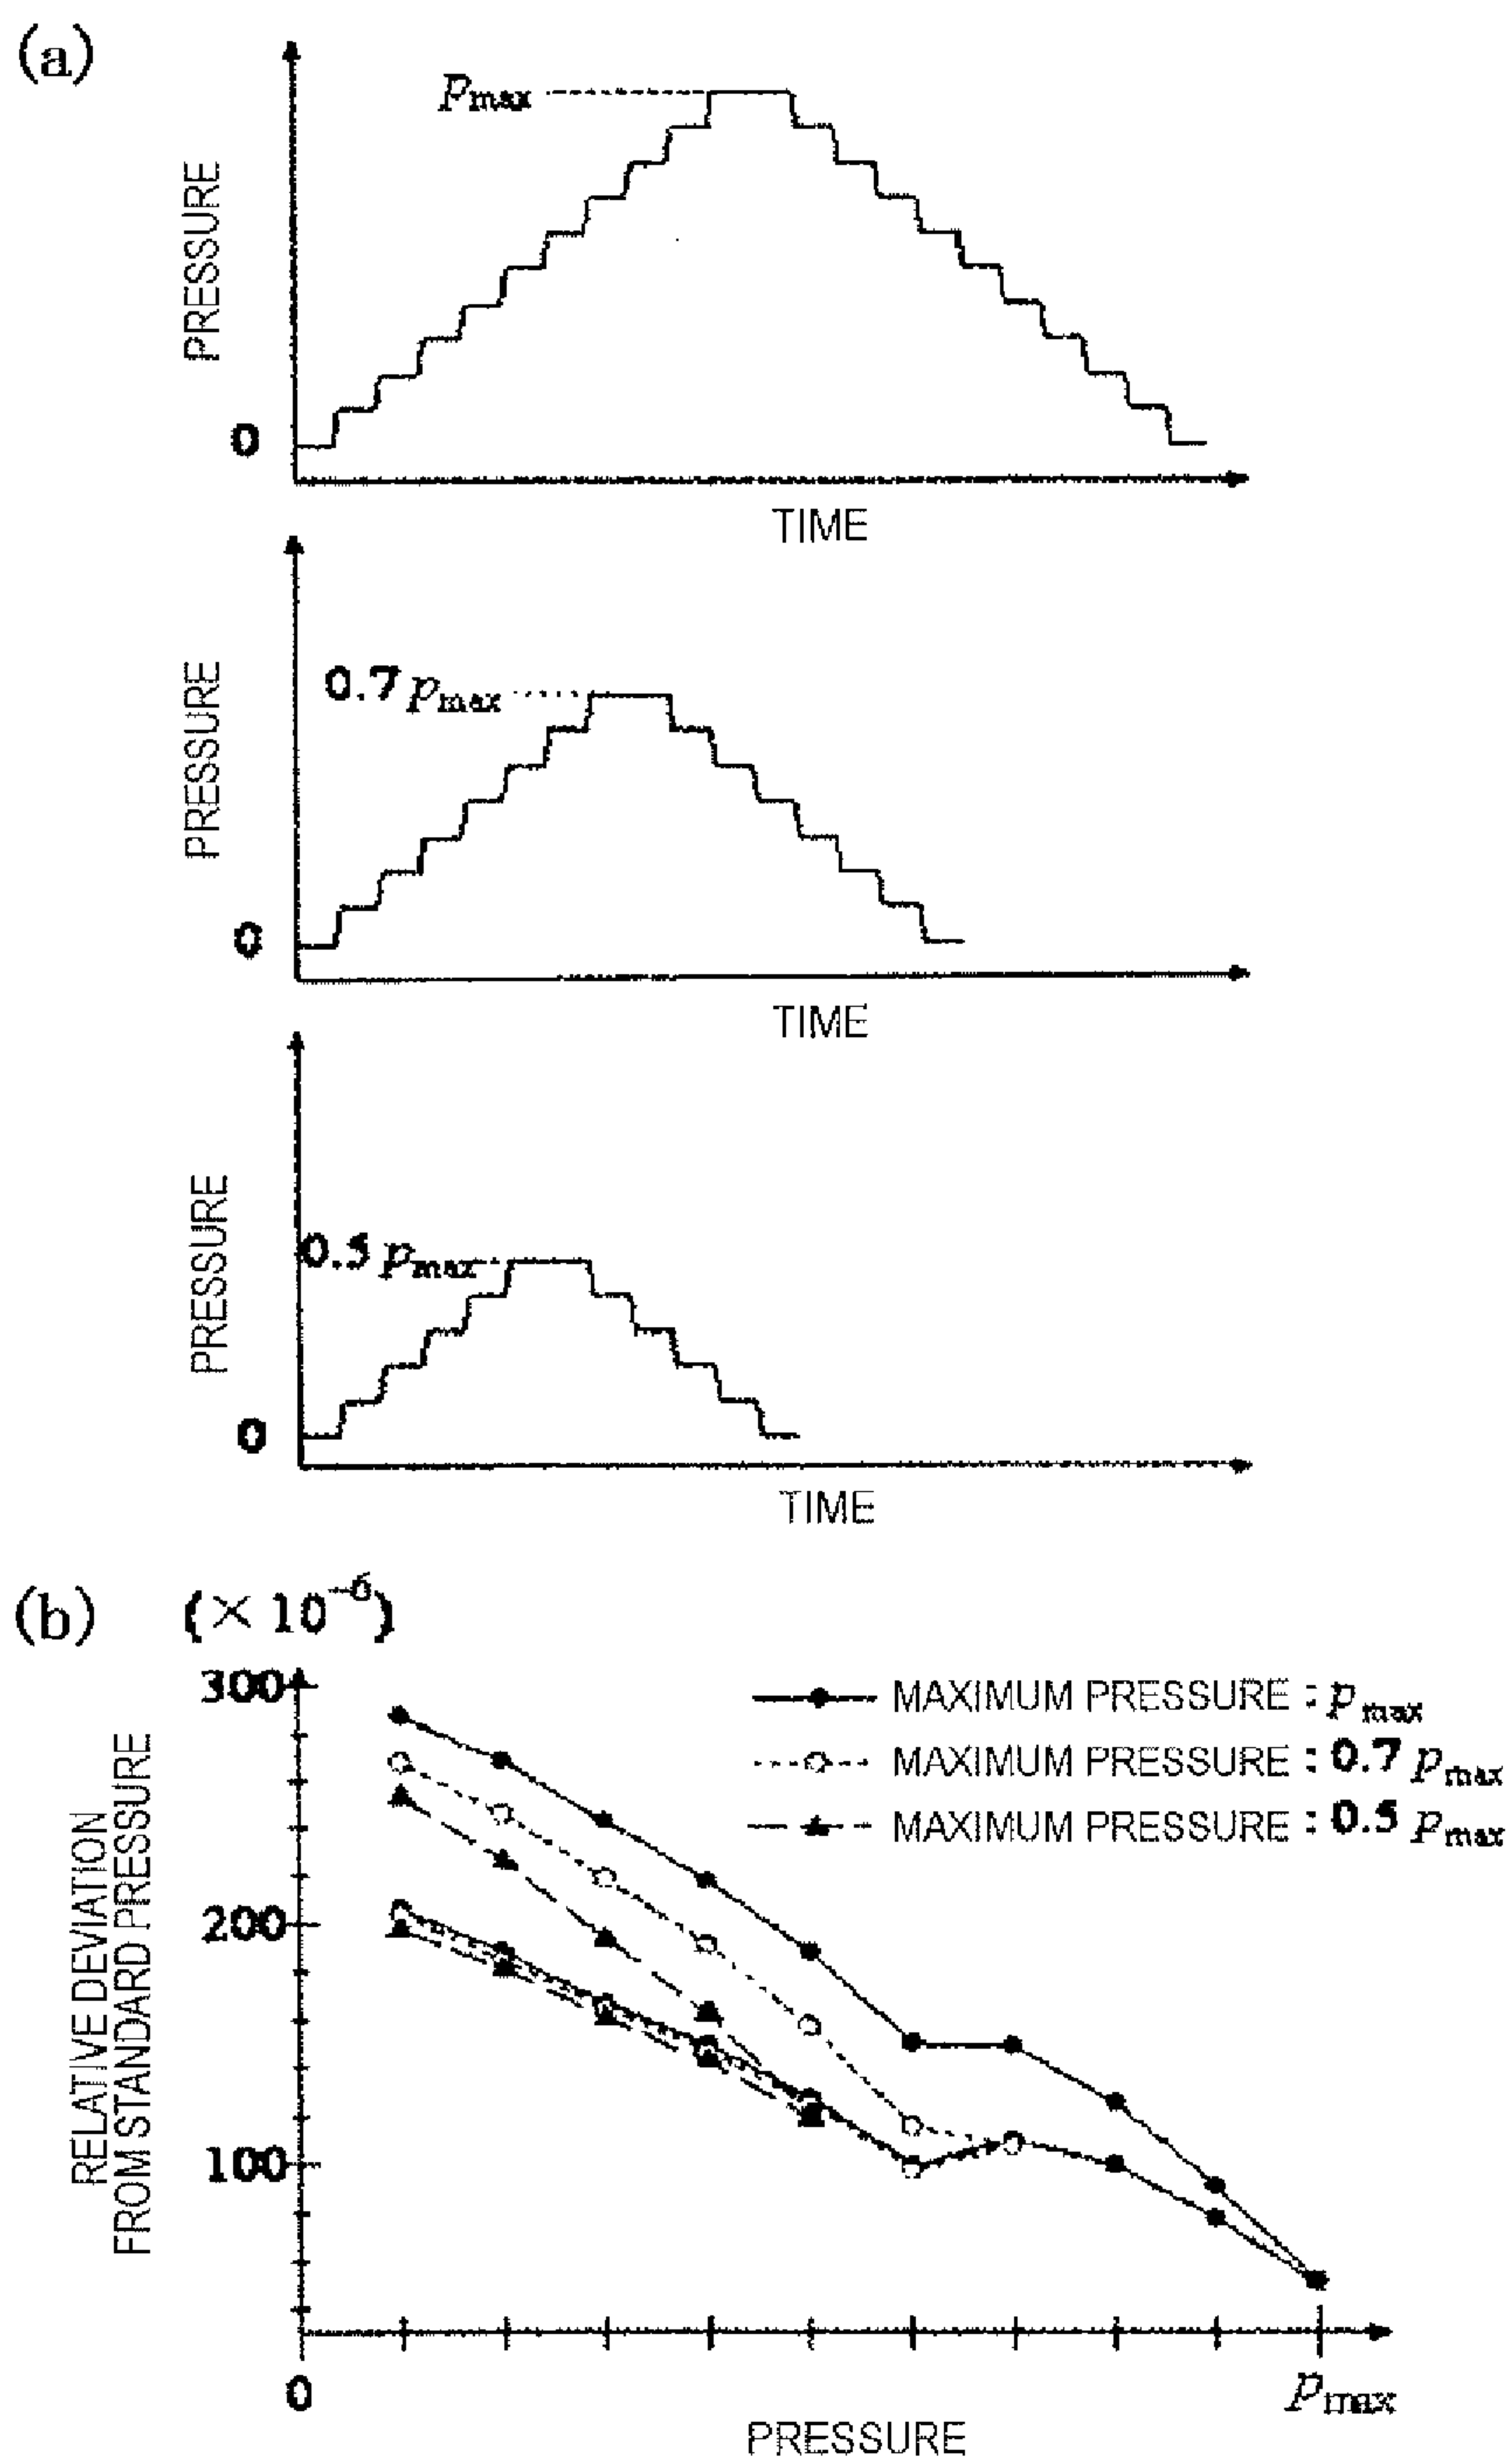 (a)
pmax
PRESSURE
0
TIME
0.7 pmax
PRESSURE
0
TIME
0.5 pmax
PRESSURE
0
TIME
(b)
(× 10⁻⁶)
300
200
100
RELATIVE DEVIATION
FROM STANDARD PRESSURE
MAXIMUM PRESSURE : pmax
MAXIMUM PRESSURE : 0.7 pmax
MAXIMUM PRESSURE : 0.5 pmax
0
pmax
PRESSURE